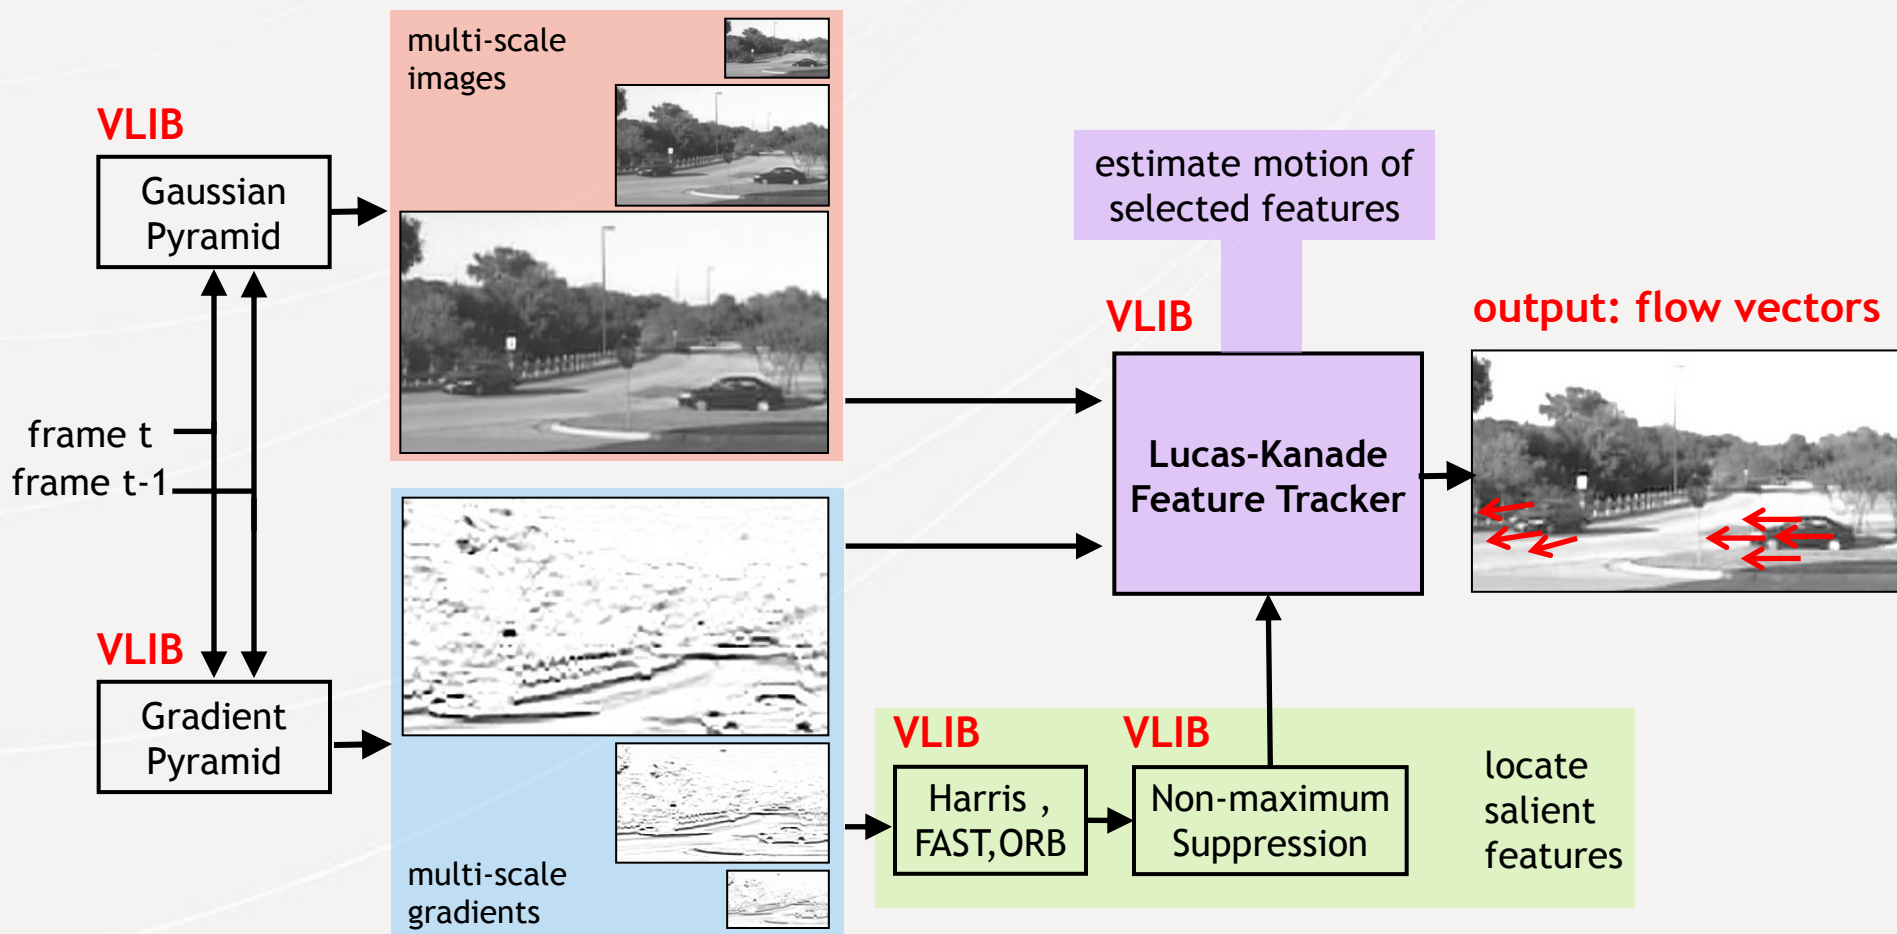 multi-scale
images
VLIB
Gaussian
Pyramid
frame t
frame t-1
VLIB
Gradient
Pyramid
multi-scale
gradients
estimate motion of
selected features
VLIB
Lucas-Kanade
Feature Tracker
output: flow vectors
VLIB
Harris ,
FAST,ORB
VLIB
Non-maximum
Suppression
locate
salient
features